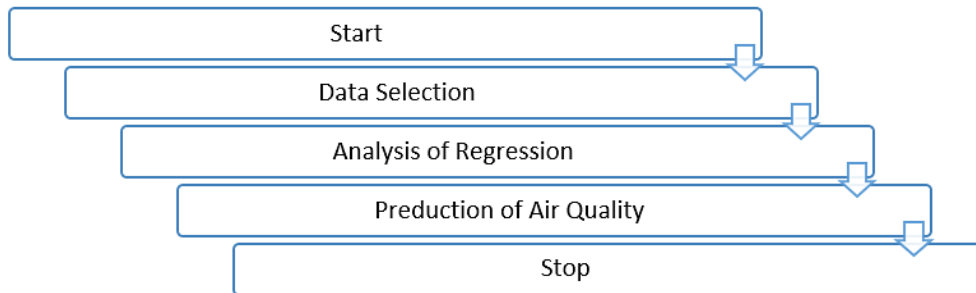 Start
Data Selection
Analysis of Regression
Preduction of Air Quality
Stop